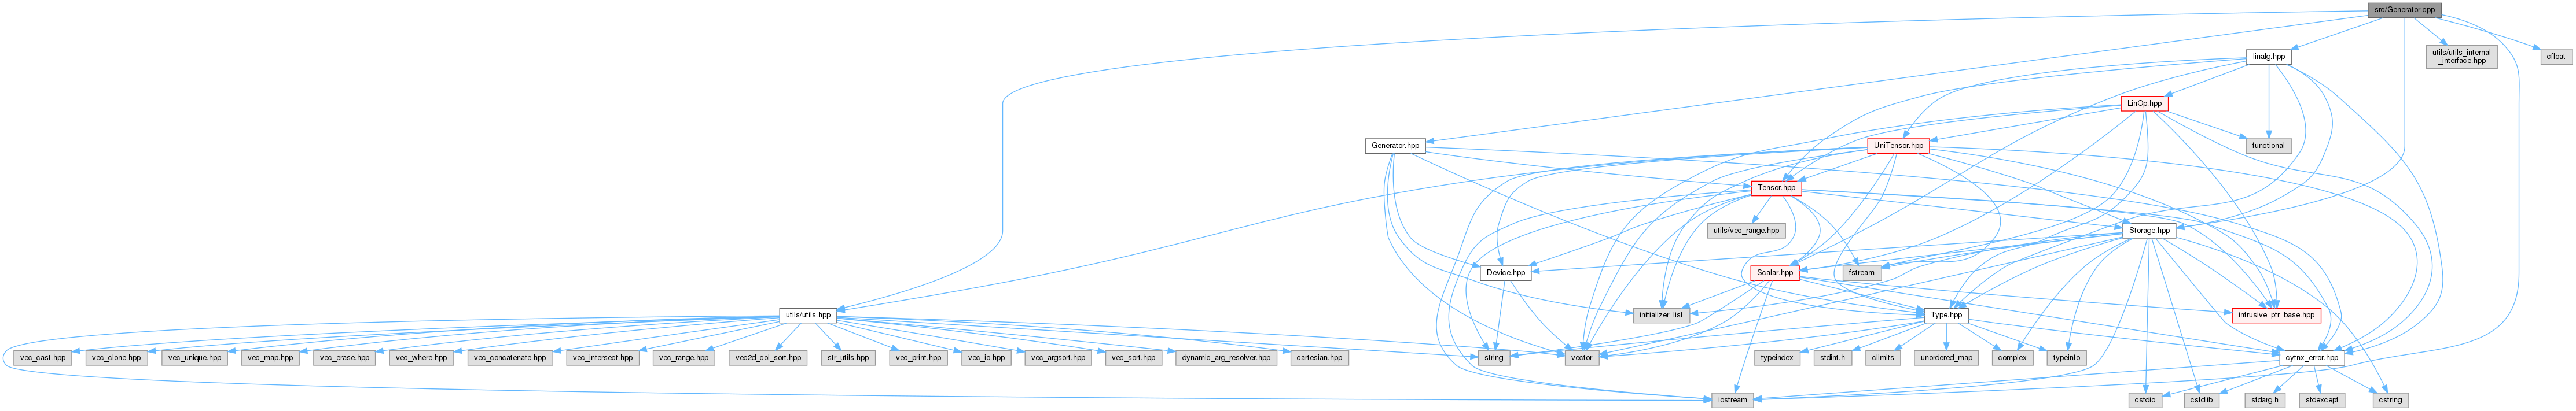 src/Generator.cpp
linalg.hpp
utils/utils_internal
_interface.hpp
cfloat
LinOp.hpp
Generator.hpp
UniTensor.hpp
functional
Tensor.hpp
utils/vec_range.hpp
Storage.hpp
Device.hpp
Scalar.hpp
fstream
utils/utils.hpp
initializer_list
Type.hpp
intrusive_ptr_base.hpp
vec_cast.hpp
vec_clone.hpp
vec_unique.hpp
vec_map.hpp
vec_erase.hpp
vec_where.hpp
vec_concatenate.hpp
vec_intersect.hpp
vec_range.hpp
vec2d_col_sort.hpp
str_utils.hpp
vec_print.hpp
vec_io.hpp
vec_argsort.hpp
vec_sort.hpp
dynamic_arg_resolver.hpp
cartesian.hpp
string
vector
typeindex
stdint.h
climits
unordered_map
complex
typeinfo
cytnx_error.hpp
iostream
cstdio
cstdlib
stdarg.h
stdexcept
cstring